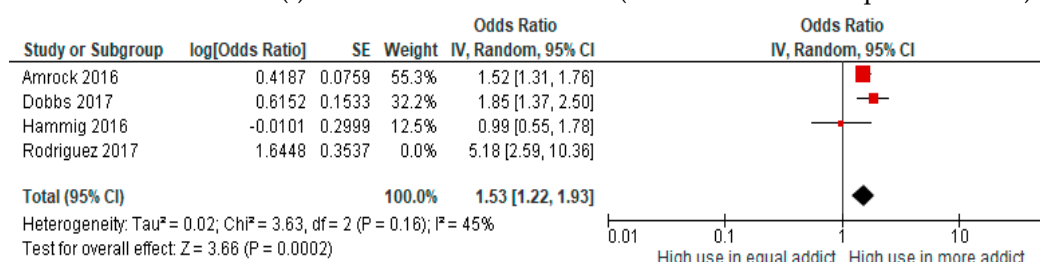 Odds Ratio Odds Ratio
Study or Subgroup log[Odds Ratio] SE Weight IV, Random, 95% CI IV, Random, 95% CI
Amrock 2016 0.4187 0.0759 55.3% 1.52 [1.31, 1.76]
Dobbs 2017 0.6152 0.1533 32.2% 1.85 [1.37, 2.50]
Hammig 2016 -0.0101 0.2999 12.5% 0.99 [0.55, 1.78]
Rodriguez 2017 1.6448 0.3537 0.0% 5.18 [2.59, 10.36]
Total (95% CI) 100.0% 1.53 [1.22, 1.93]
Heterogeneity: Tau² = 0.02; Chi² = 3.63, df = 2 (P = 0.16); I² = 45%
Test for overall effect: Z = 3.66 (P = 0.0002)
0.01 0.1 1 10
High use in equal addict High use in more addict